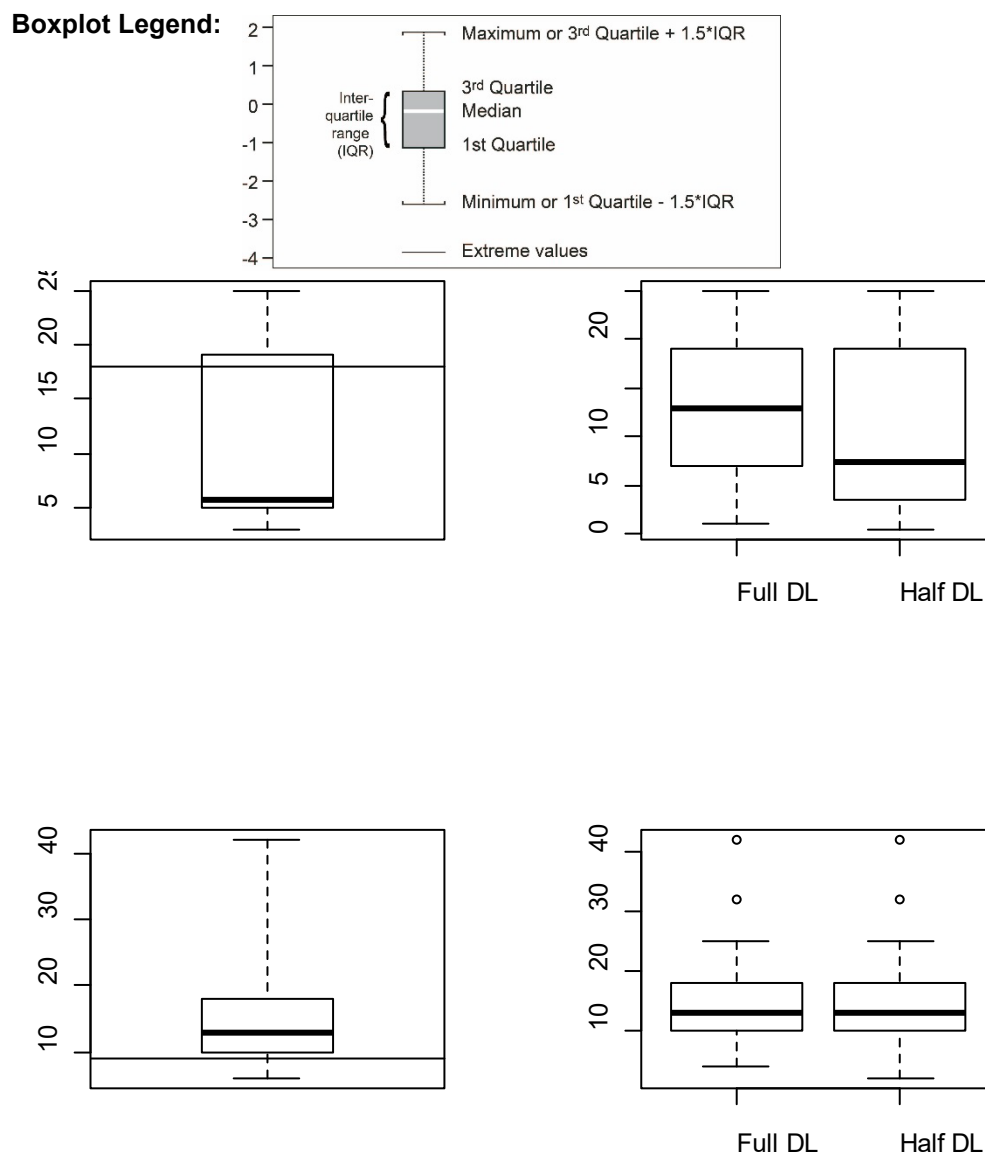 Boxplot Legend:
2
1
0
-1
-2
-3
-4
Inter-
quartile
range
(IQR)
Maximum or 3rd Quartile + 1.5*IQR
3rd Quartile
Median
1st Quartile
Minimum or 1st Quartile - 1.5*IQR
Extreme values
25
20
15
10
5
20
10
5
0
Full DL Half DL
40
30
20
10
40
30
20
10
Full DL Half DL